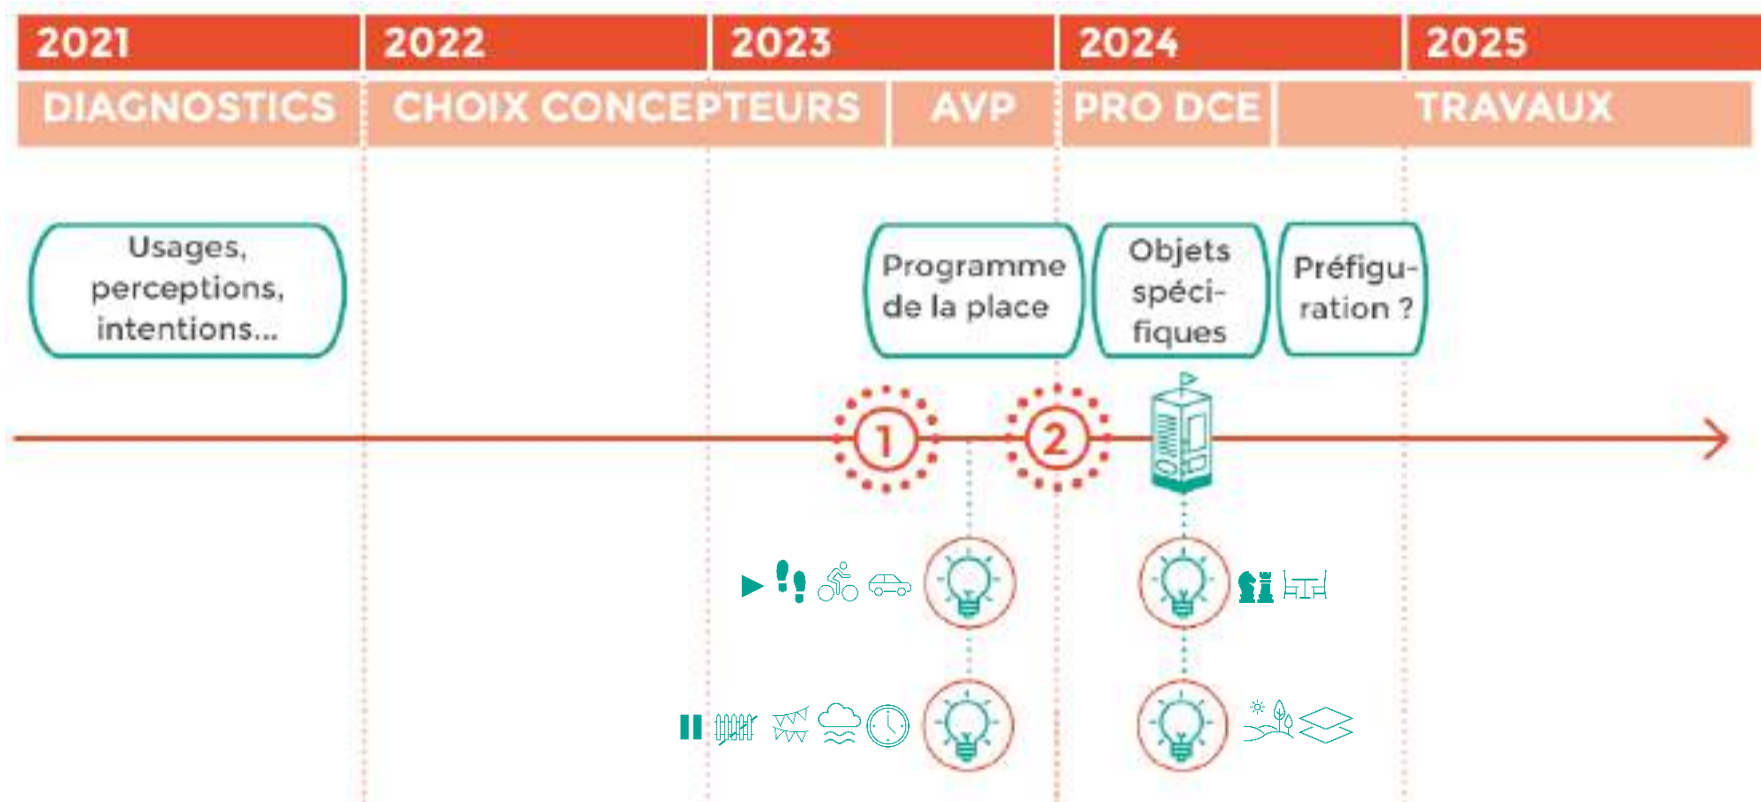 2021 2022 2023 2024 2025
DIAGNOSTICS CHOIX CONCEPTEURS AVP PRO DCE TRAVAUX
Usages,
perceptions,
intentions...
Programme
de la place
Objets
spéci-
fiques
Préfigu-
ration ?
1 2